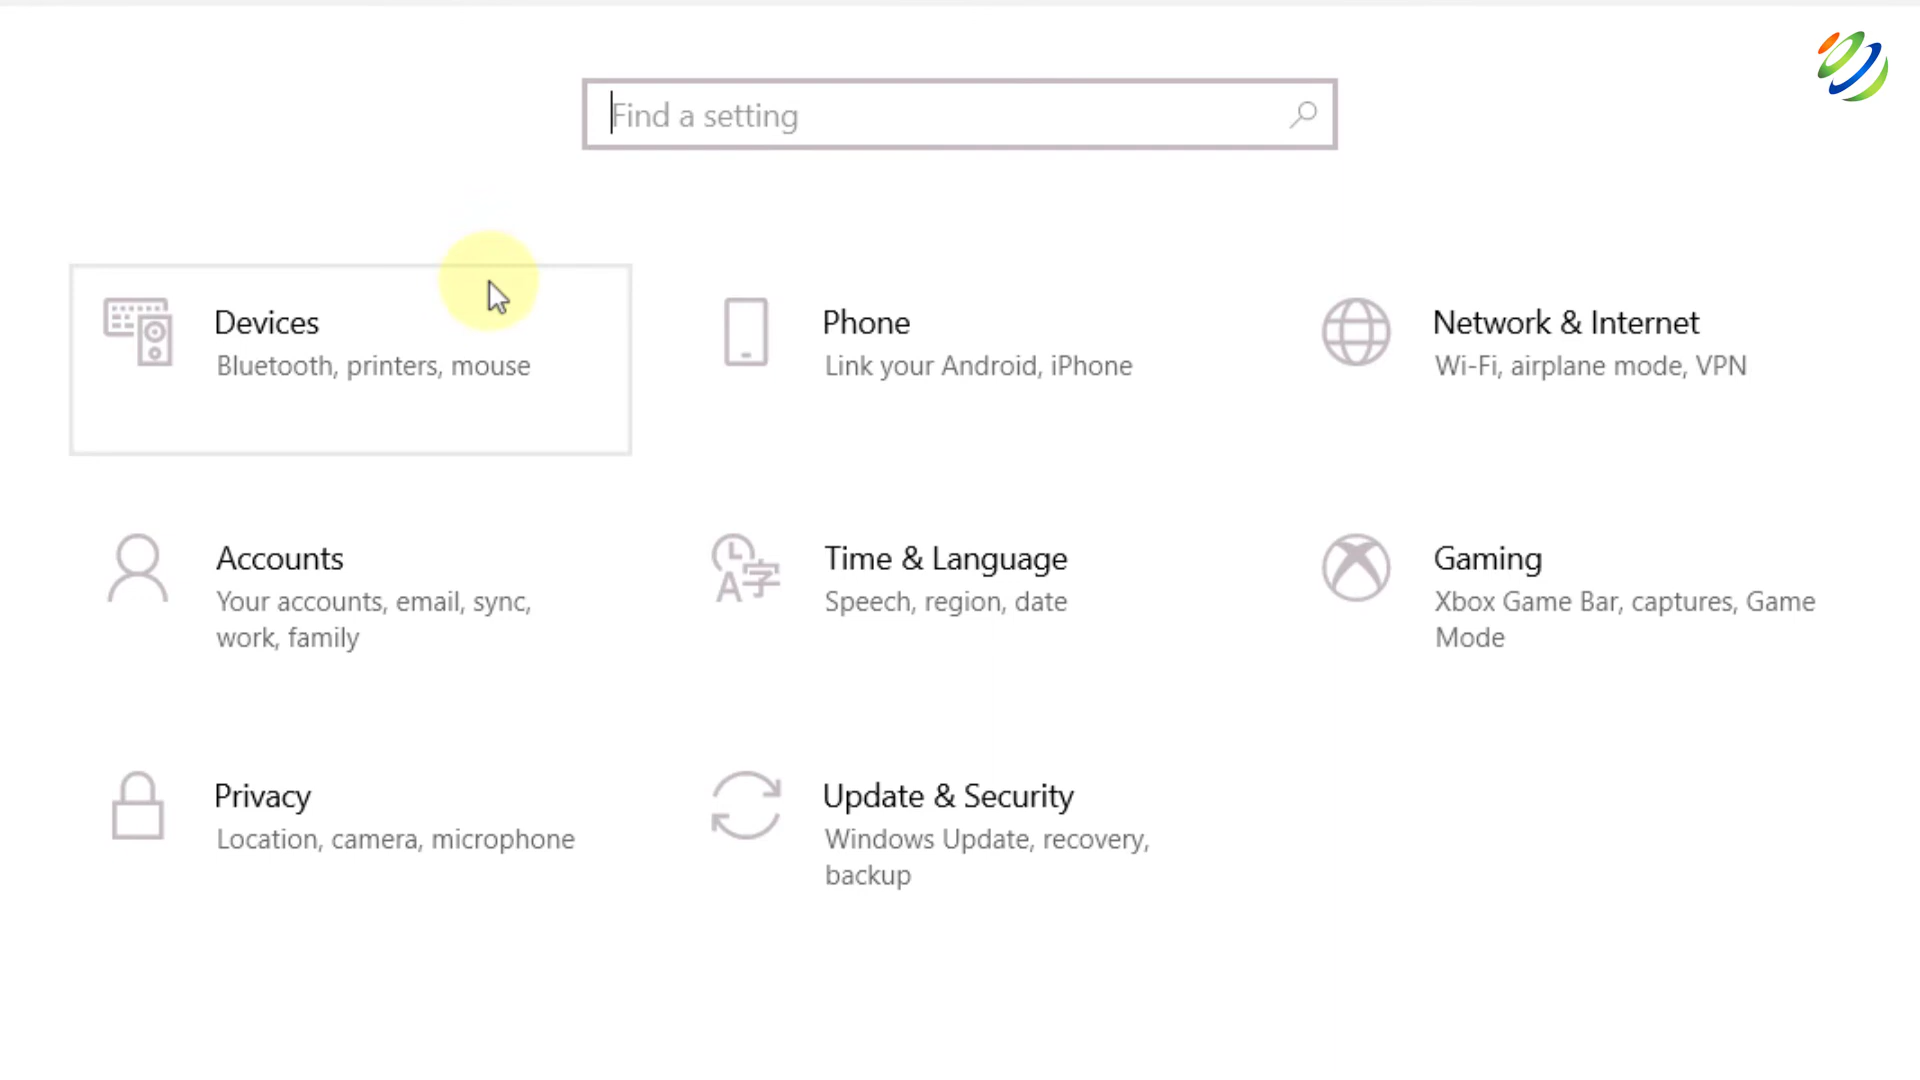 Find a setting
Devices
Bluetooth, printers, mouse
Phone
Link your Android, iPhone
Network & Internet
Wi-Fi, airplane mode, VPN
Accounts
Your accounts, email, sync,
work, family
Time & Language
Speech, region, date
Gaming
Xbox Game Bar, captures, Game
Mode
Privacy
Location, camera, microphone
Update & Security
Windows Update, recovery,
backup